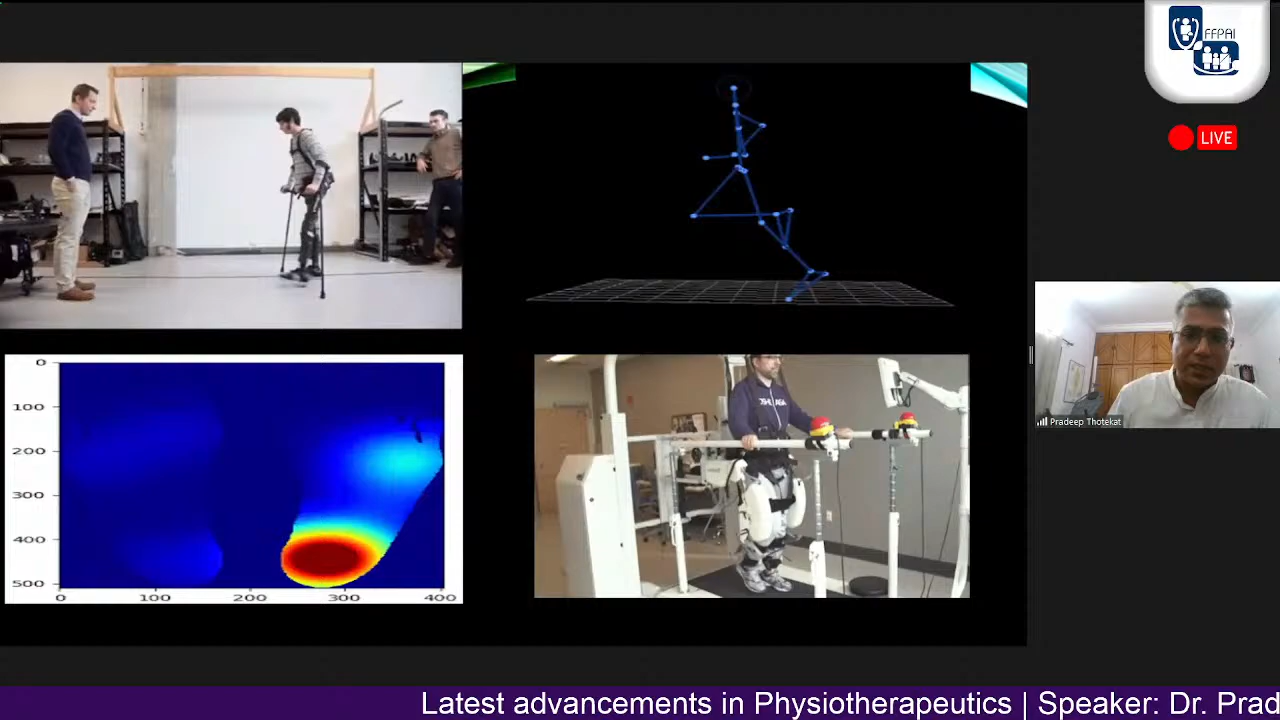 FFPAI
LIVE
0
100
200
300
400
500
0 100 200 300 400
Pradeep Thotekat
Latest advancements in Physiotherapeutics | Speaker: Dr. Prad